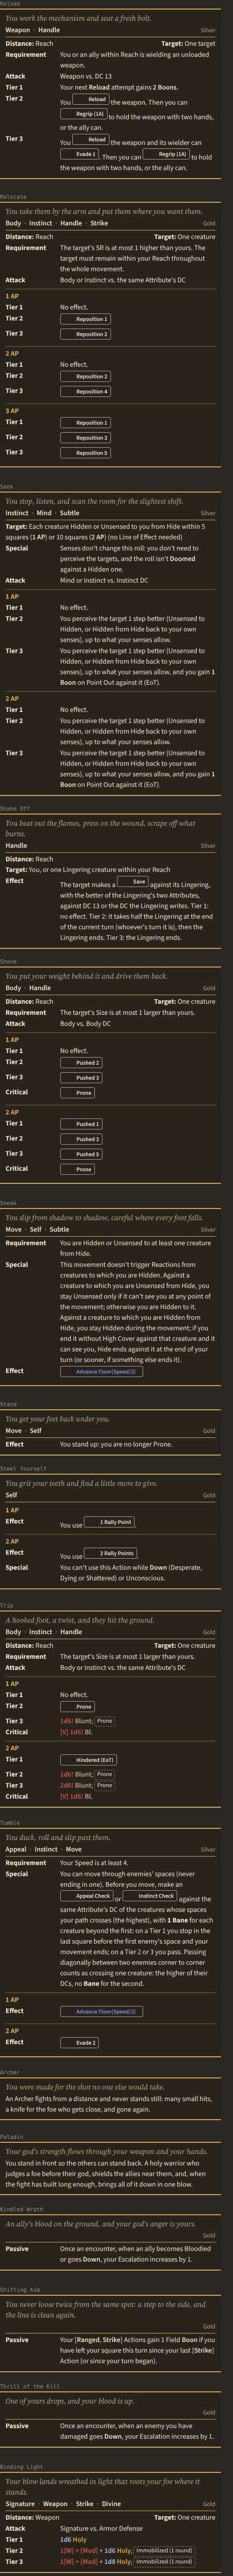 Reload
You work the mechanism and seat a fresh bolt.
Weapon · Handle Silver
Distance: Reach Target: One target
Requirement You or an ally within Reach is wielding an unloaded
weapon.
Attack Weapon vs. DC 13
Tier 1 Your next Reload attempt gains 2 Boons.
Tier 2 You Reload the weapon. Then you can
Regrip (1A) to hold the weapon with two hands,
or the ally can.
Tier 3 You Reload the weapon and its wielder can
Evade 1. Then you can Regrip (1A) to hold
the weapon with two hands, or the ally can.
Relocate
You take them by the arm and put them where you want them.
Body · Instinct · Handle · Strike Gold
Distance: Reach Target: One creature
Requirement The target's SR is at most 1 higher than yours. The
target must remain within your Reach throughout
the whole movement.
Attack Body or Instinct vs. the same Attribute's DC
1 AP
Tier 1 No effect.
Tier 2 Reposition 2
Tier 3 Reposition 2
2 AP
Tier 1 No effect.
Tier 2 Reposition 2
Tier 3 Reposition 4
3 AP
Tier 1 Reposition 1
Tier 2 Reposition 3
Tier 3 Reposition 5
Seek
You stop, listen, and scan the room for the slightest shift.
Instinct · Mind · Subtle Silver
Target: Each creature Hidden or Unsensed to you from Hide within 5
squares (1 AP) or 10 squares (2 AP) (no Line of Effect needed)
Special Senses don't change this roll: you don't need to
perceive the targets, and the roll isn't Doomed
against a Hidden one.
Attack Mind or Instinct vs. Instinct DC
1 AP
Tier 1 No effect.
Tier 2 You perceive the target 1 step better (Unsensed to
Hidden, or Hidden from Hide back to your own
senses), up to what your senses allow.
Tier 3 You perceive the target 1 step better (Unsensed to
Hidden, or Hidden from Hide back to your own
senses), up to what your senses allow, and you gain 1
Boon on Point Out against it (EoT).
2 AP
Tier 1 No effect.
Tier 2 You perceive the target 1 step better (Unsensed to
Hidden, or Hidden from Hide back to your own
senses), up to what your senses allow.
Tier 3 You perceive the target 1 step better (Unsensed to
Hidden, or Hidden from Hide back to your own
senses), up to what your senses allow, and you gain 1
Boon on Point Out against it (EoT).
Shake Off
You beat out the flames, press on the wound, scrape off what
burns.
Handle Silver
Distance: Reach
Target: You, or one Lingering creature within your Reach
Effect The target makes a Save against its Lingering,
with the better of the Lingering's two Attributes,
against DC 13 or the DC the Lingering writes. Tier 1:
no effect. Tier 2: it takes half the Lingering at the end
of the current turn (whoever's turn it is), then the
Lingering ends. Tier 3: the Lingering ends.
Shove
You put your weight behind it and drive them back.
Body · Handle Gold
Distance: Reach Target: One creature
Requirement The target's Size is at most 1 larger than yours.
Attack Body vs. Body DC
1 AP
Tier 1 No effect.
Tier 2 Pushed 2
Tier 3 Pushed 3
Critical Prone
2 AP
Tier 1 Pushed 1
Tier 2 Pushed 3
Tier 3 Pushed 5
Critical Prone
Sneak
You slip from shadow to shadow, careful where every foot falls.
Move · Self · Subtle Silver
Requirement You are Hidden or Unsensed to at least one creature
from Hide.
Special This movement doesn't trigger Reactions from
creatures to which you are Hidden. Against a
creature to which you are Unsensed from Hide, you
stay Unsensed only if it can't see you at any point of
the movement; otherwise you are Hidden to it.
Against a creature to which you are Hidden from
Hide, you stay Hidden during the movement; if you
end it without High Cover against that creature and it
can see you, Hide ends against it at the end of your
turn (or sooner, if something else ends it).
Effect Advance Floor(Speed/2)
Stand
You get your feet back under you.
Move · Self Gold
Effect You stand up: you are no longer Prone.
Steel Yourself
You grit your teeth and find a little more to give.
Self Gold
1 AP
Effect You use 1 Rally Point
2 AP
Effect You use 2 Rally Points
Special You can't use this Action while Down (Desperate,
Dying or Shattered) or Unconscious.
Trip
A hooked foot, a twist, and they hit the ground.
Body · Instinct · Handle Gold
Distance: Reach Target: One creature
Requirement The target's Size is at most 1 larger than yours.
Attack Body or Instinct vs. the same Attribute's DC
1 AP
Tier 1 No effect.
Tier 2 Prone
Tier 3 1d6! Blunt; Prone
Critical [V] 1d6! Bl.
2 AP
Tier 1 Hindered (EoT)
Tier 2 1d6! Blunt; Prone
Tier 3 2d6! Blunt; Prone
Critical [V] 1d6! Bl.
Tumble
You duck, roll and slip past them.
Appeal · Instinct · Move Silver
Requirement Your Speed is at least 4.
Special You can move through enemies' spaces (never
ending in one). Before you move, make an
Appeal Check or Instinct Check against the
same Attribute's DC of the creatures whose spaces
your path crosses (the highest), with 1 Bane for each
creature beyond the first: on a Tier 1 you stop in the
last square before the first enemy's space and your
movement ends; on a Tier 2 or 3 you pass. Passing
diagonally between two enemies corner to corner
counts as crossing one creature: the higher of their
DCs, no Bane for the second.
1 AP
Effect Advance Floor(Speed/2)
2 AP
Effect Evade 2
Archer
You were made for the shot no one else would take.
An Archer fights from a distance and never stands still: many small hits,
a knife for the foe who gets close, and gone again.
Paladin
Your god's strength flows through your weapon and your hands.
You stand in front so the others can stand back. A holy warrior who
judges a foe before their god, shields the allies near them, and, when
the fight has built long enough, brings all of it down in one blow.
Kindled Wrath
An ally's blood on the ground, and your god's anger is yours.
Gold
Passive Once an encounter, when an ally becomes Bloodied
or goes Down, your Escalation increases by 1.
Shifting Aim
You never loose twice from the same spot: a step to the side, and
the line is clean again.
Gold
Passive Your [Ranged, Strike] Actions gain 1 Field Boon if you
have left your square this turn since your last [Strike]
Action (or since your turn began).
Thrill of the Kill
One of yours drops, and your blood is up.
Gold
Passive Once an encounter, when an enemy you have
damaged goes Down, your Escalation increases by 1.
Binding Light
Your blow lands wreathed in light that roots your foe where it
stands.
Signature · Weapon · Strike · Divine Gold
Distance: Weapon Target: One creature
Attack Signature vs. Armor Defense
Tier 1 1d6 Holy
Tier 2 1[W] + [Mod] + 1d6 Holy; Immobilized (1 round)
Tier 3 1[W] + [Mod] + 1d8 Holy; Immobilized (1 round)